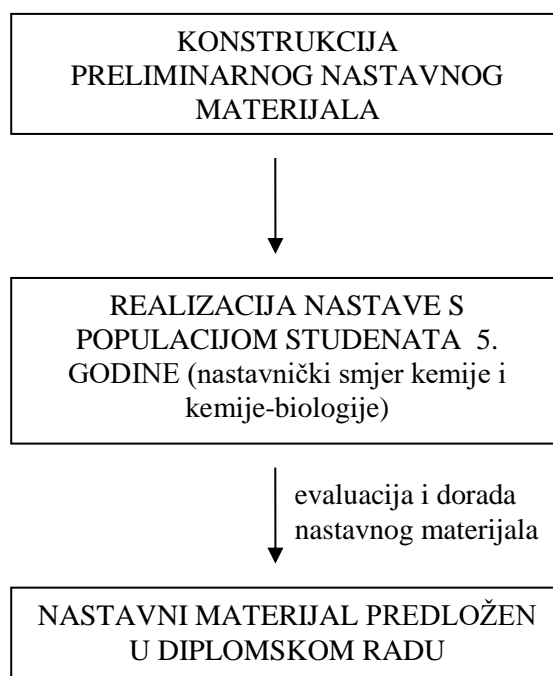 KONSTRUKCIJA
PRELIMINARNOG NASTAVNOG
MATERIJALA
REALIZACIJA NASTAVE S
POPULACIJOM STUDENATA 5.
GODINE (nastavnički smjer kemije i
kemije-biologije)
evaluacija i dorada
nastavnog materijala
NASTAVNI MATERIJAL PREDLOŽEN
U DIPLOMSKOM RADU